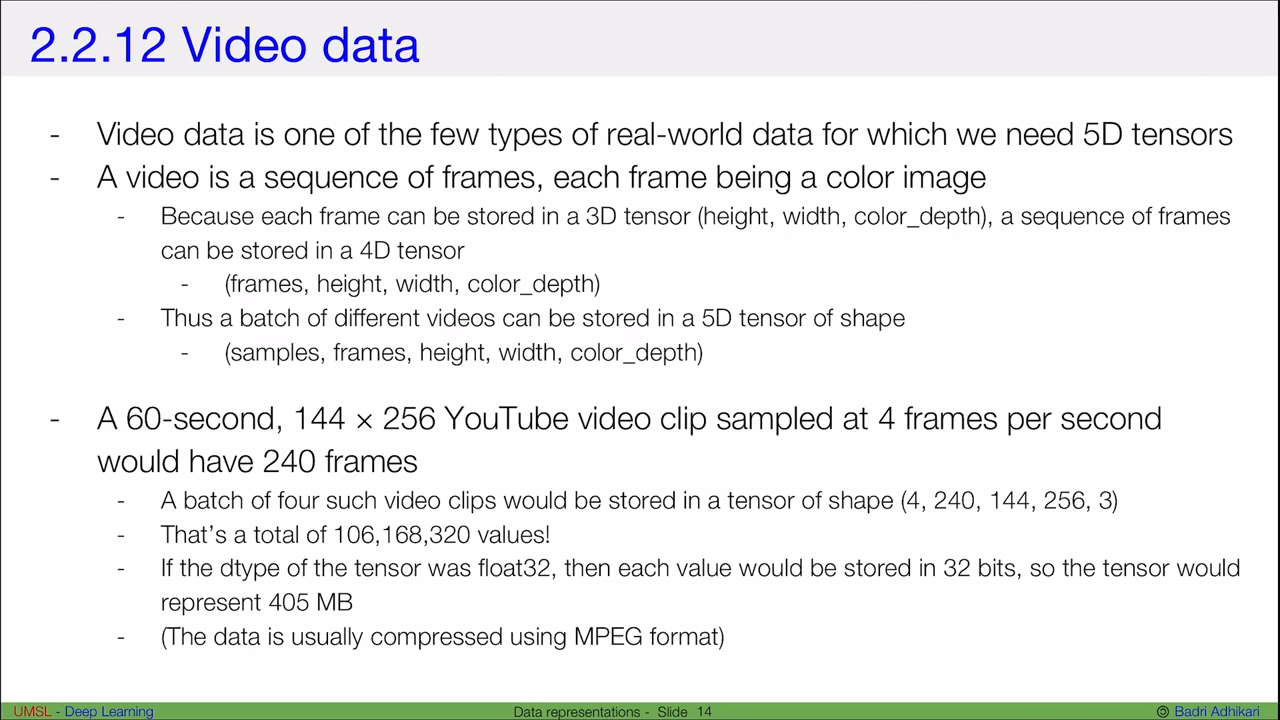 2.2.12 Video data
- Video data is one of the few types of real-world data for which we need 5D tensors
- A video is a sequence of frames, each frame being a color image
- Because each frame can be stored in a 3D tensor (height, width, color_depth), a sequence of frames
can be stored in a 4D tensor
- (frames, height, width, color_depth)
- Thus a batch of different videos can be stored in a 5D tensor of shape
- (samples, frames, height, width, color_depth)
- A 60-second, 144 × 256 YouTube video clip sampled at 4 frames per second
would have 240 frames
- A batch of four such video clips would be stored in a tensor of shape (4, 240, 144, 256, 3)
- That's a total of 106,168,320 values!
- If the dtype of the tensor was float32, then each value would be stored in 32 bits, so the tensor would
represent 405 MB
- (The data is usually compressed using MPEG format)
UMSL - Deep Learning Data representations - Slide 14 🄯 Badri Adhikari